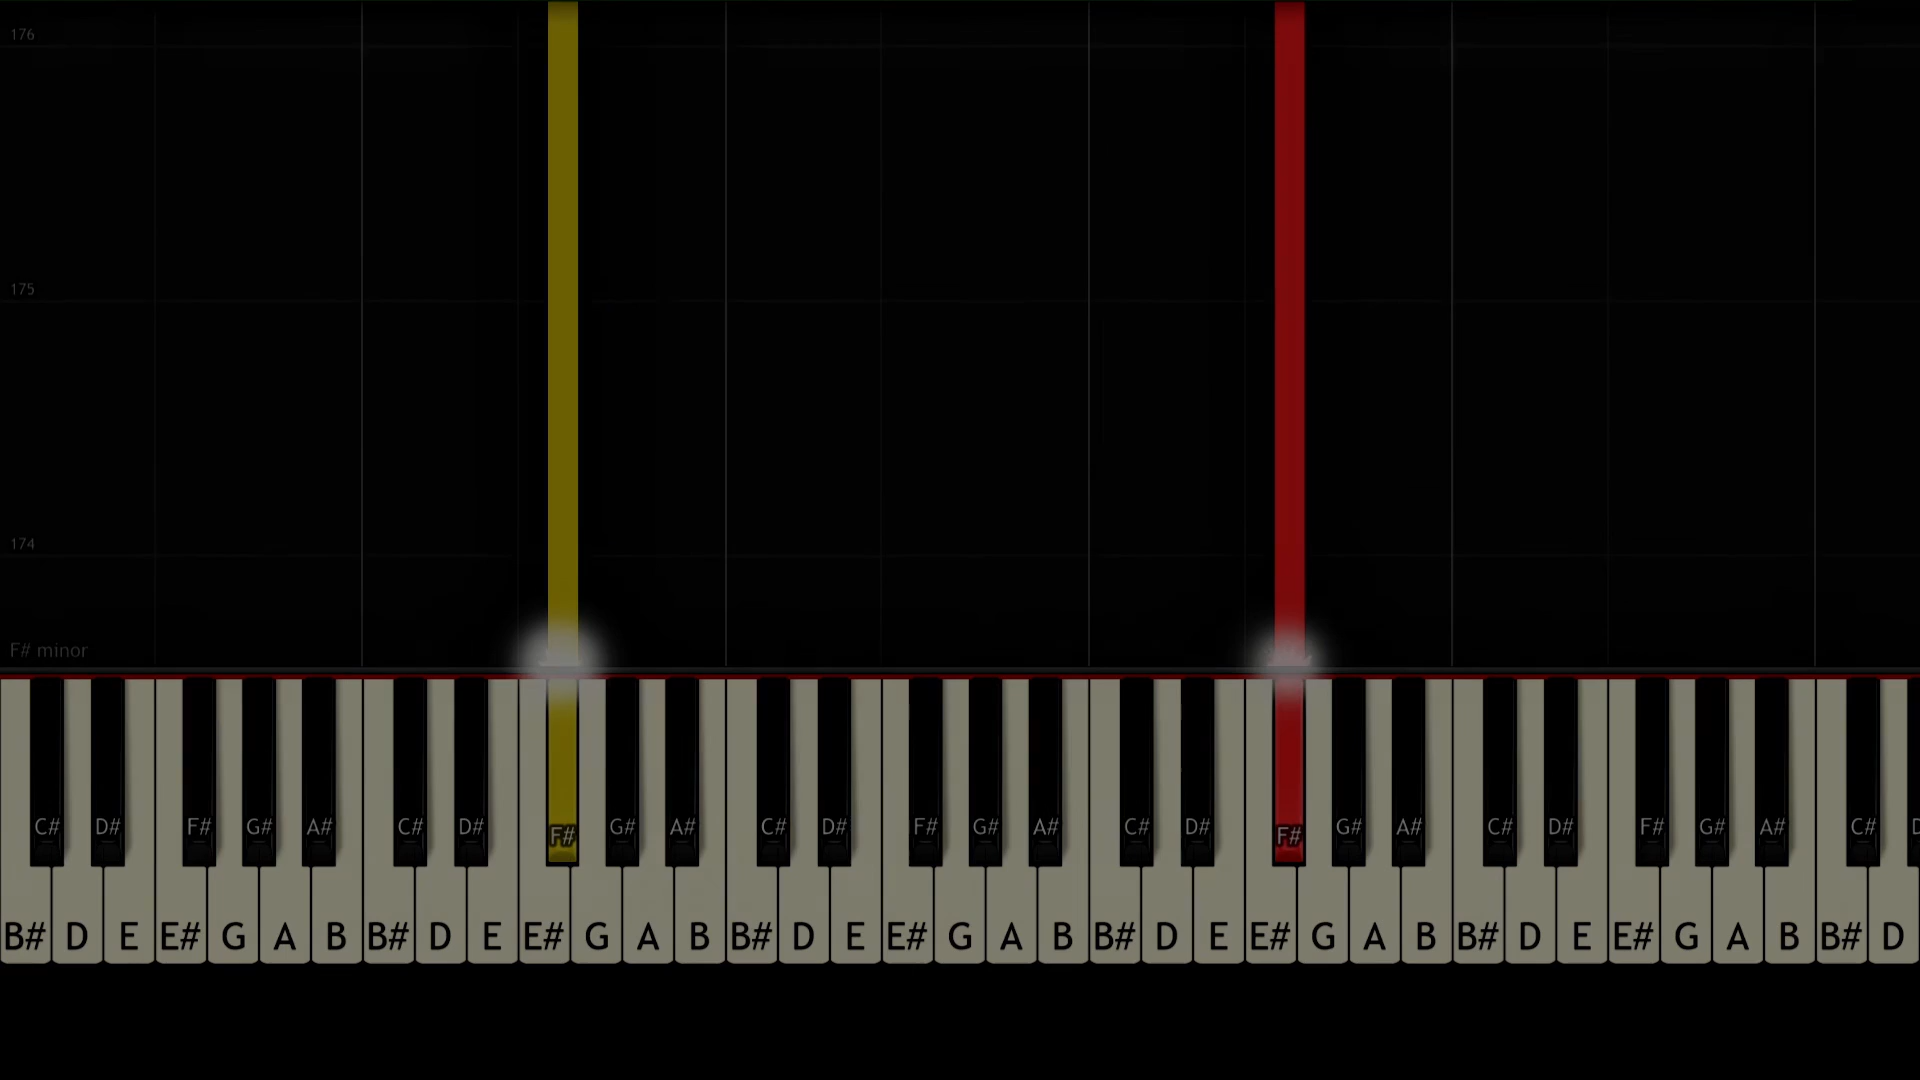 176
175
174
F# minor
C# D# F# G# A# C# D# F# G# A# C# D# F# G# A# C# D# F# G# A# C# D# F# G# A# C#
B# D E E# G A B B# D E E# G A B B# D E E# G A B B# D E E# G A B B# D E E# G A B B# D